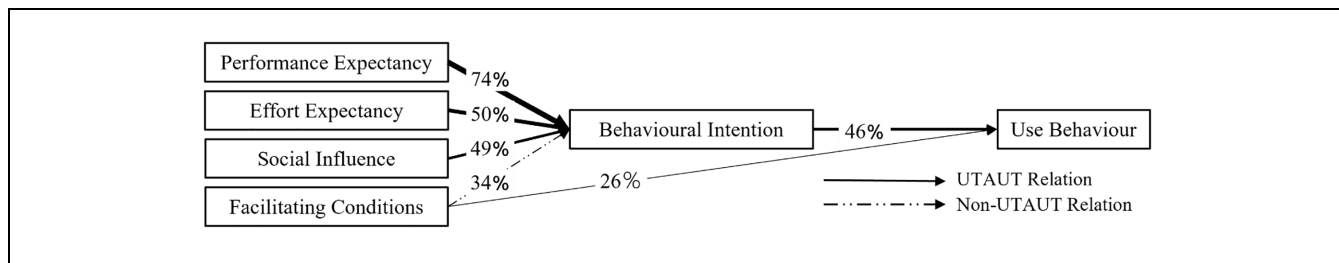 Performance Expectancy
74%
Effort Expectancy
50%
Behavioural Intention
46%
Use Behaviour
Social Influence
49%
34%
26%
UTAUT Relation
Facilitating Conditions
Non-UTAUT Relation